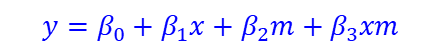 y = β₀ + β₁x + β₂m + β₃xm